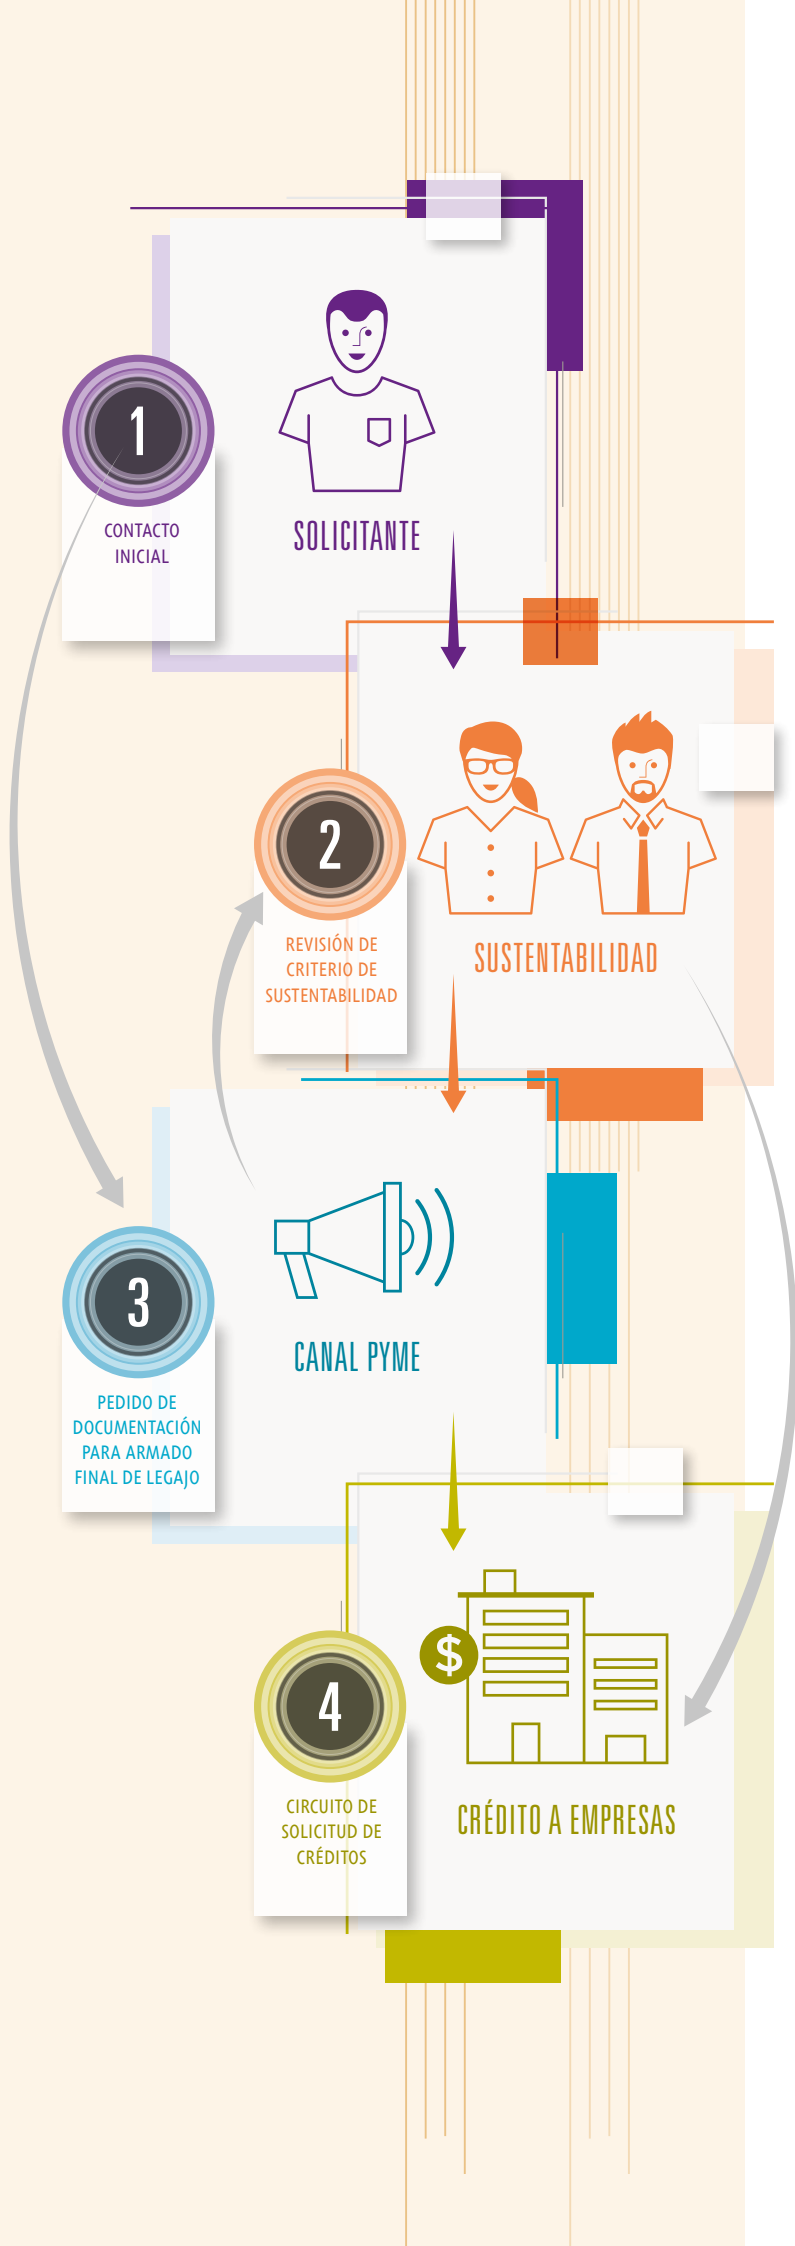 1
CONTACTO
INICIAL
SOLICITANTE
2
REVISIÓN DE
CRITERIO DE
SUSTENTABILIDAD
SUSTENTABILIDAD
3
PEDIDO DE
DOCUMENTACIÓN
PARA ARMADO
FINAL DE LEGAJO
CANAL PYME
$
4
CIRCUITO DE
SOLICITUD DE
CRÉDITOS
CRÉDITO A EMPRESAS